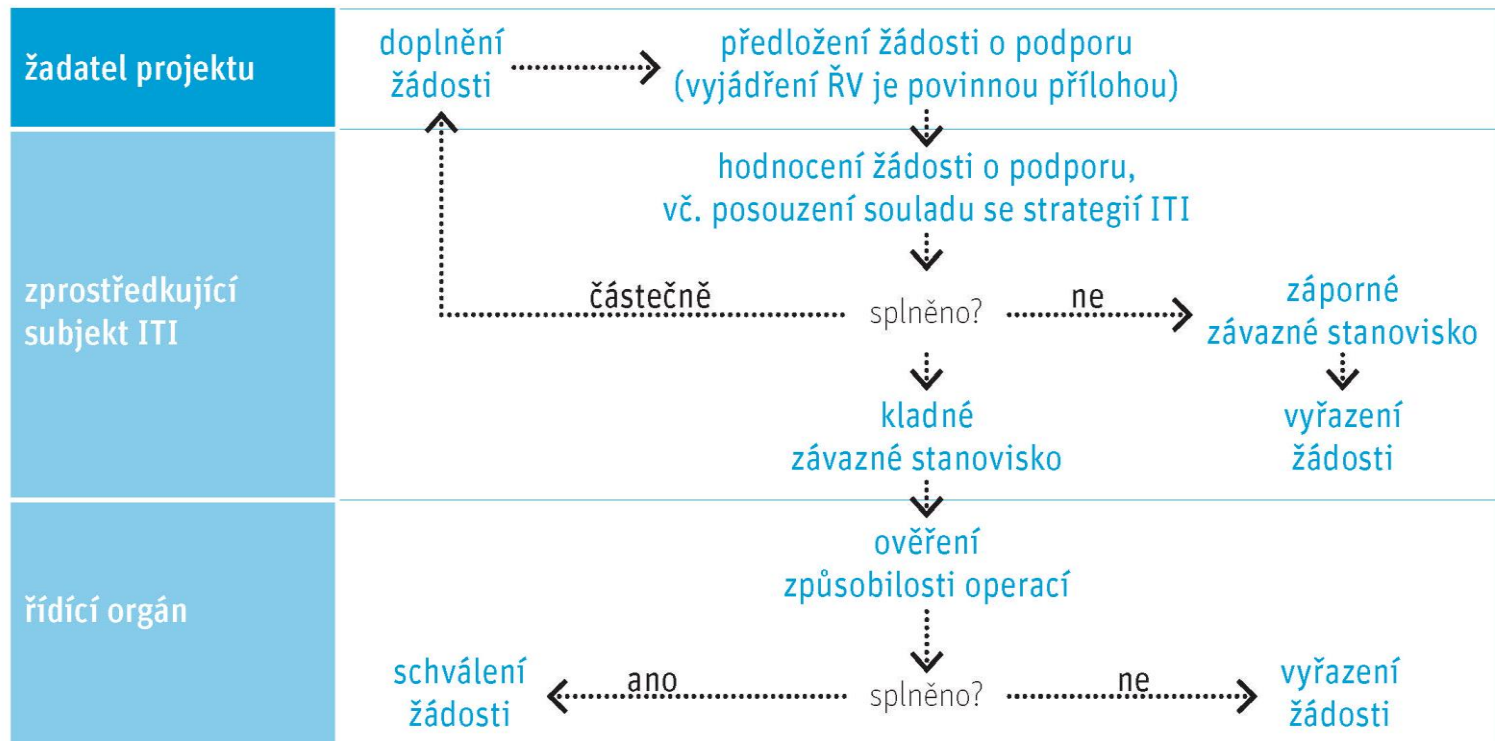 žadatel projektu
doplnění
žádosti
předložení žádosti o podporu
(vyjádření ŘV je povinnou přílohou)
zprostředkující
subjekt ITI
hodnocení žádosti o podporu,
vč. posouzení souladu se strategií ITI
částečně
splněno?
ne
záporné
závazné stanovisko
kladné
závazné stanovisko
vyřazení
žádosti
řídící orgán
ověření
způsobilosti operací
schválení
žádosti
ano
splněno?
ne
vyřazení
žádosti